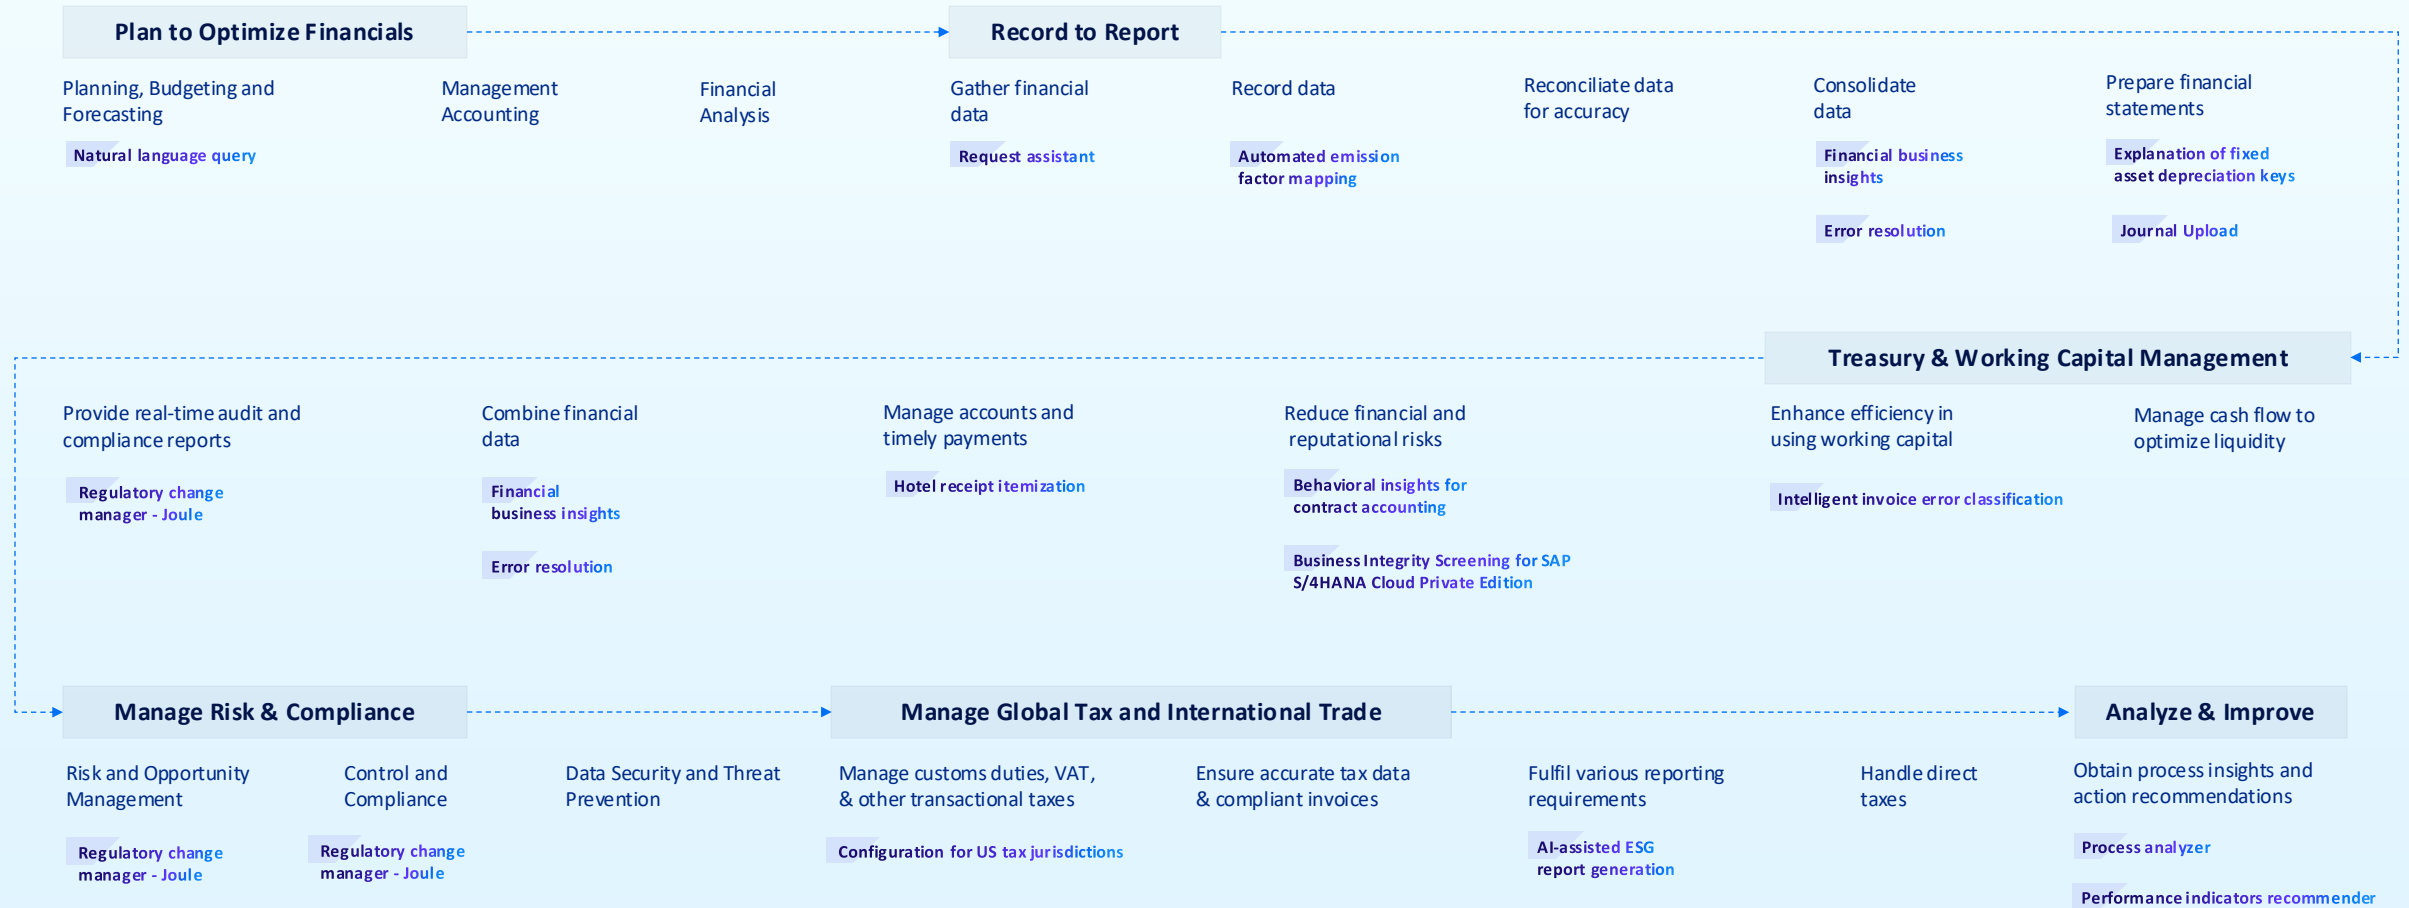 Plan to Optimize Financials
Record to Report
Planning, Budgeting and
Forecasting
Natural language query
Management
Accounting
Financial
Analysis
Gather financial
data
Request assistant
Record data
Automated emission
factor mapping
Reconciliate data
for accuracy
Consolidate
data
Financial business
insights
Error resolution
Prepare financial
statements
Explanation of fixed
asset depreciation keys
Journal Upload
Treasury & Working Capital Management
Provide real-time audit and
compliance reports
Regulatory change
manager - Joule
Combine financial
data
Financial
business insights
Error resolution
Manage accounts and
timely payments
Hotel receipt itemization
Reduce financial and
reputational risks
Behavioral insights for
contract accounting
Business Integrity Screening for SAP
S/4HANA Cloud Private Edition
Enhance efficiency in
using working capital
Intelligent invoice error classification
Manage cash flow to
optimize liquidity
Manage Risk & Compliance
Manage Global Tax and International Trade
Analyze & Improve
Risk and Opportunity
Management
Regulatory change
manager - Joule
Control and
Compliance
Regulatory change
manager - Joule
Data Security and Threat
Prevention
Manage customs duties, VAT,
& other transactional taxes
Configuration for US tax jurisdictions
Ensure accurate tax data
& compliant invoices
Fulfil various reporting
requirements
AI-assisted ESG
report generation
Handle direct
taxes
Obtain process insights and
action recommendations
Process analyzer
Performance indicators recommender